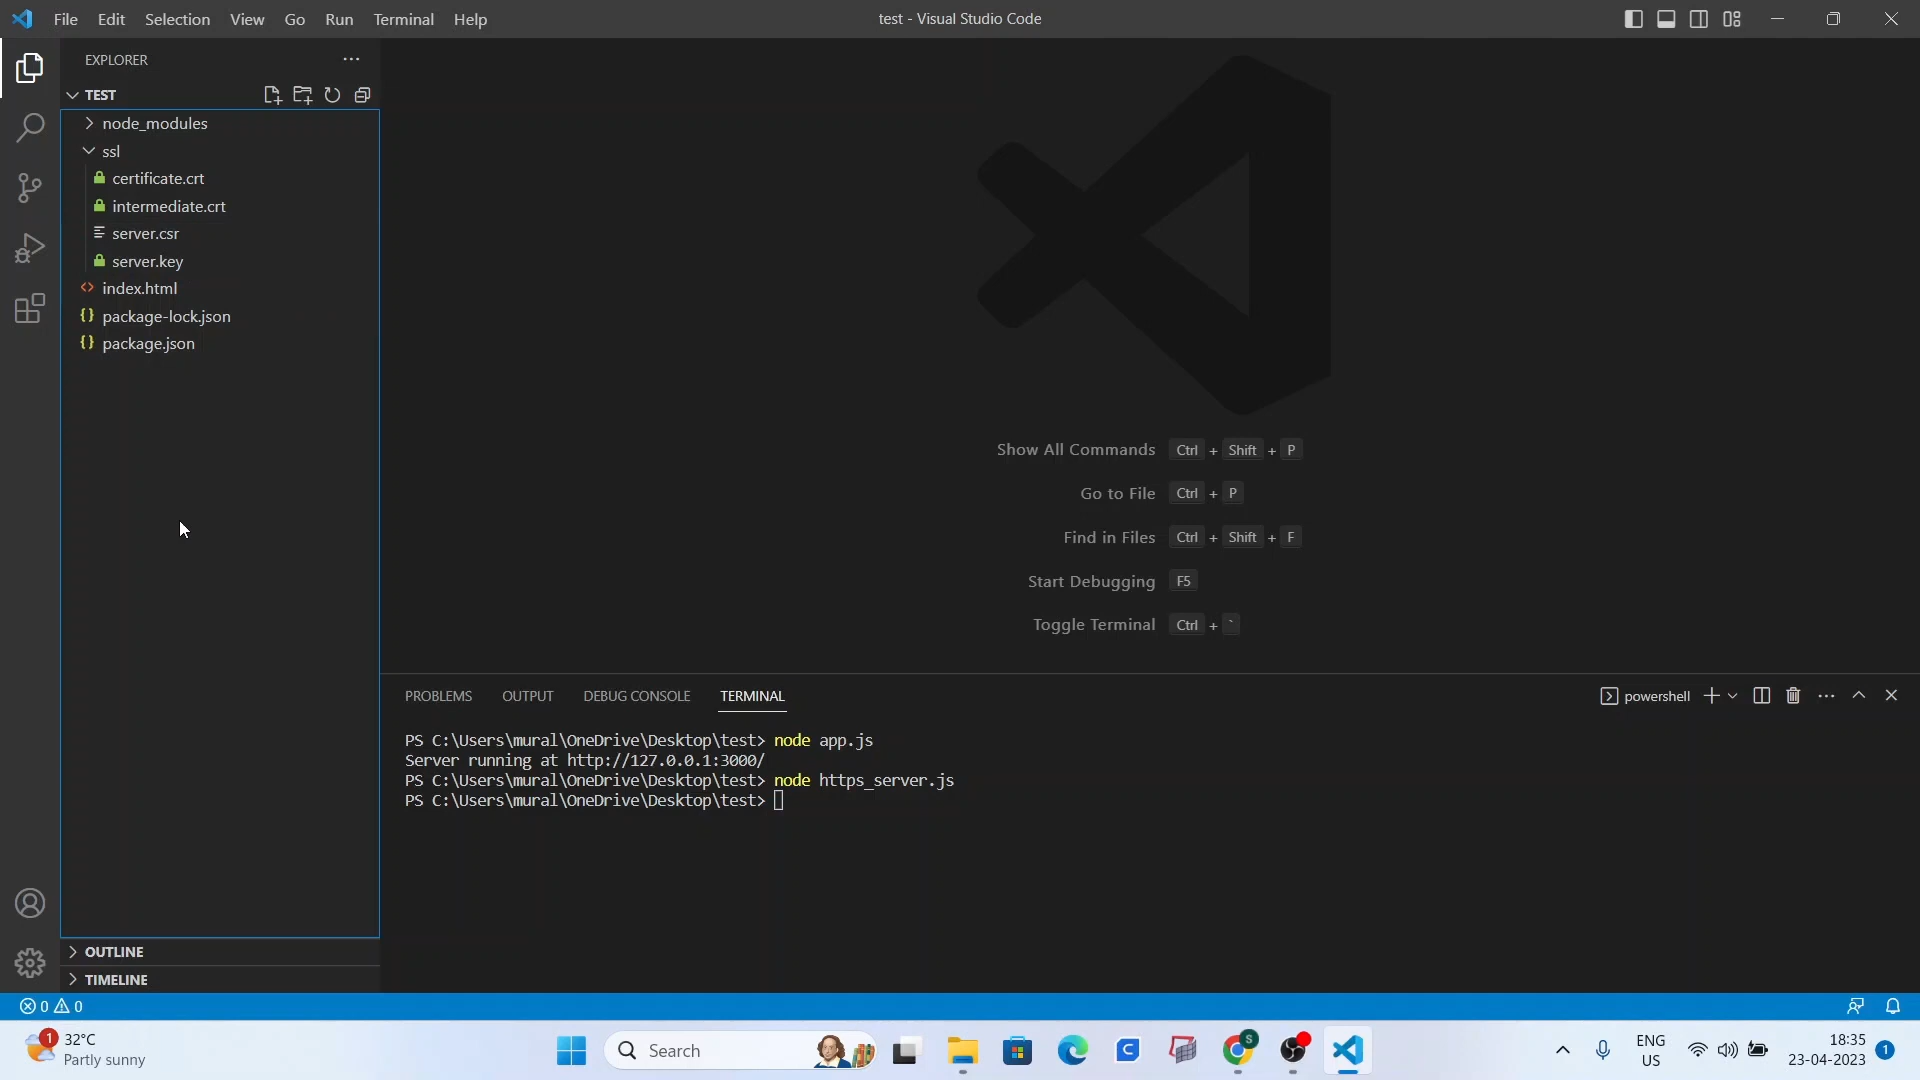 File Edit Selection View Go Run Terminal Help
test - Visual Studio Code
EXPLORER
TEST
node_modules
ssl
certificate.crt
intermediate.crt
server.csr
server.key
index.html
package-lock.json
package.json
OUTLINE
TIMELINE
Show All Commands Ctrl + Shift + P
Go to File Ctrl + P
Find in Files Ctrl + Shift + F
Start Debugging F5
Toggle Terminal Ctrl + `
PROBLEMS OUTPUT DEBUG CONSOLE TERMINAL
powershell
PS C:\Users\mural\OneDrive\Desktop\test> node app.js
Server running at http://127.0.0.1:3000/
PS C:\Users\mural\OneDrive\Desktop\test> node https_server.js
PS C:\Users\mural\OneDrive\Desktop\test>
0 0
1
32°C
Partly sunny
Search
S
ENG
US
18:35
23-04-2023
1